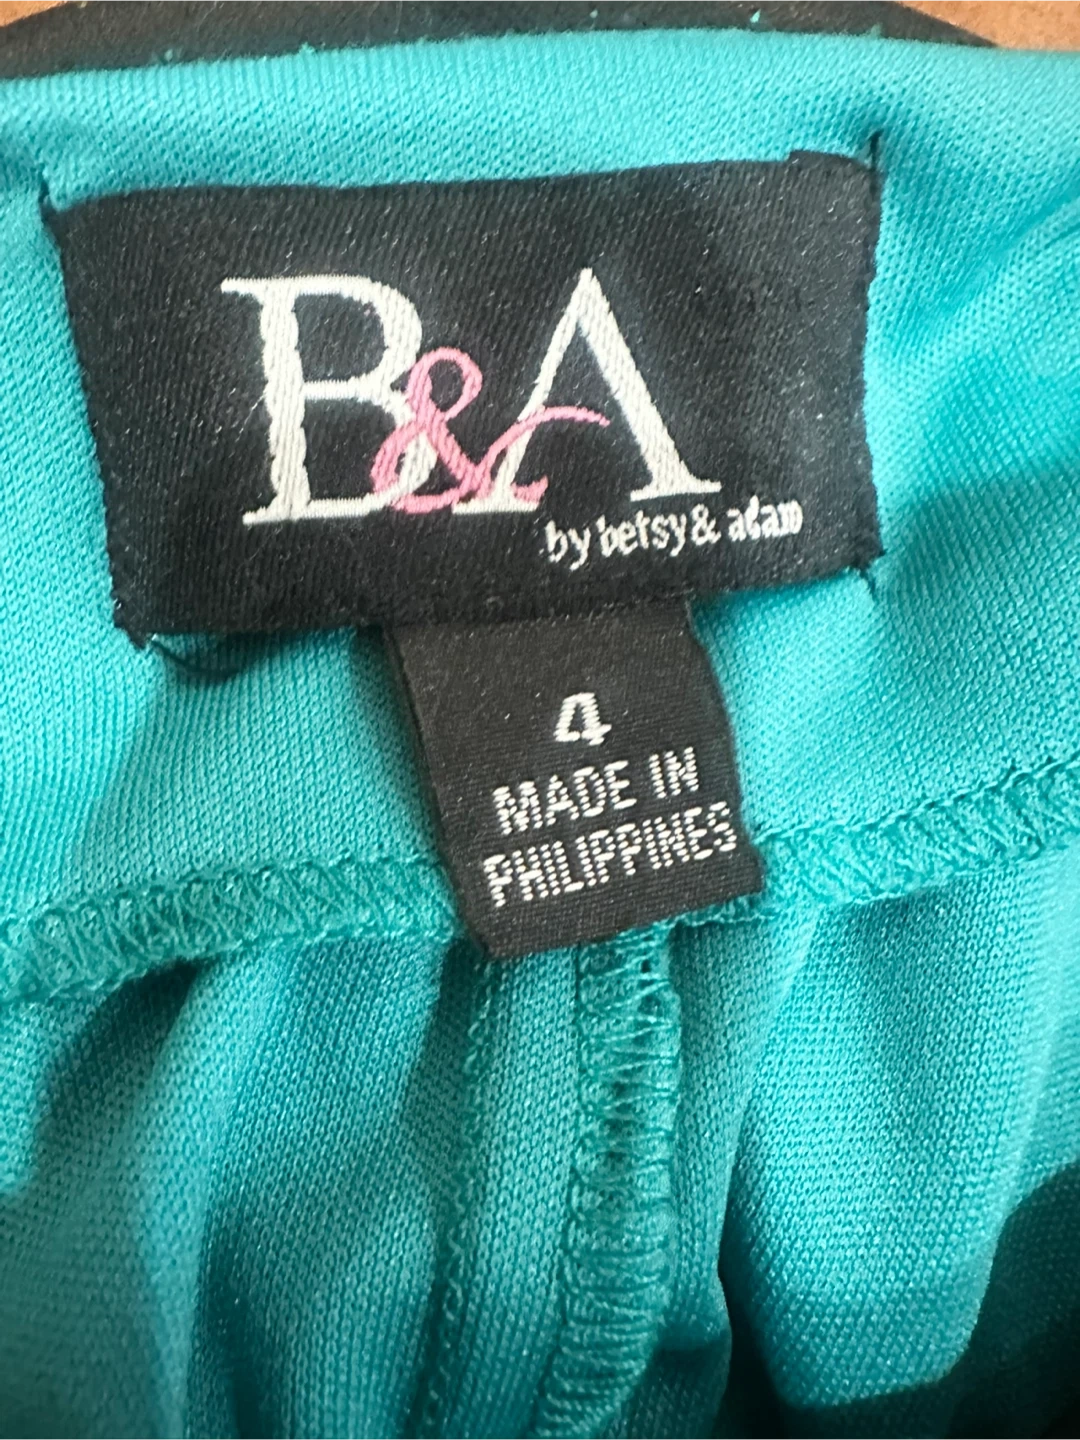 B&A
by betsy & adam
4
MADE IN
PHILIPPINES